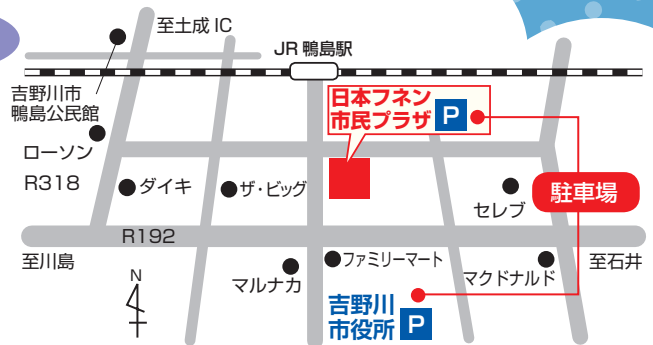 至土成 IC
JR 鴨島駅
吉野川市
鴨島公民館
日本フネン
市民プラザ P
ローソン
R318
ダイキ
ザ・ビッグ
セレブ
駐車場
R192
至川島
マルナカ
ファミリーマート
マクドナルド
至石井
N
吉野川
市役所 P